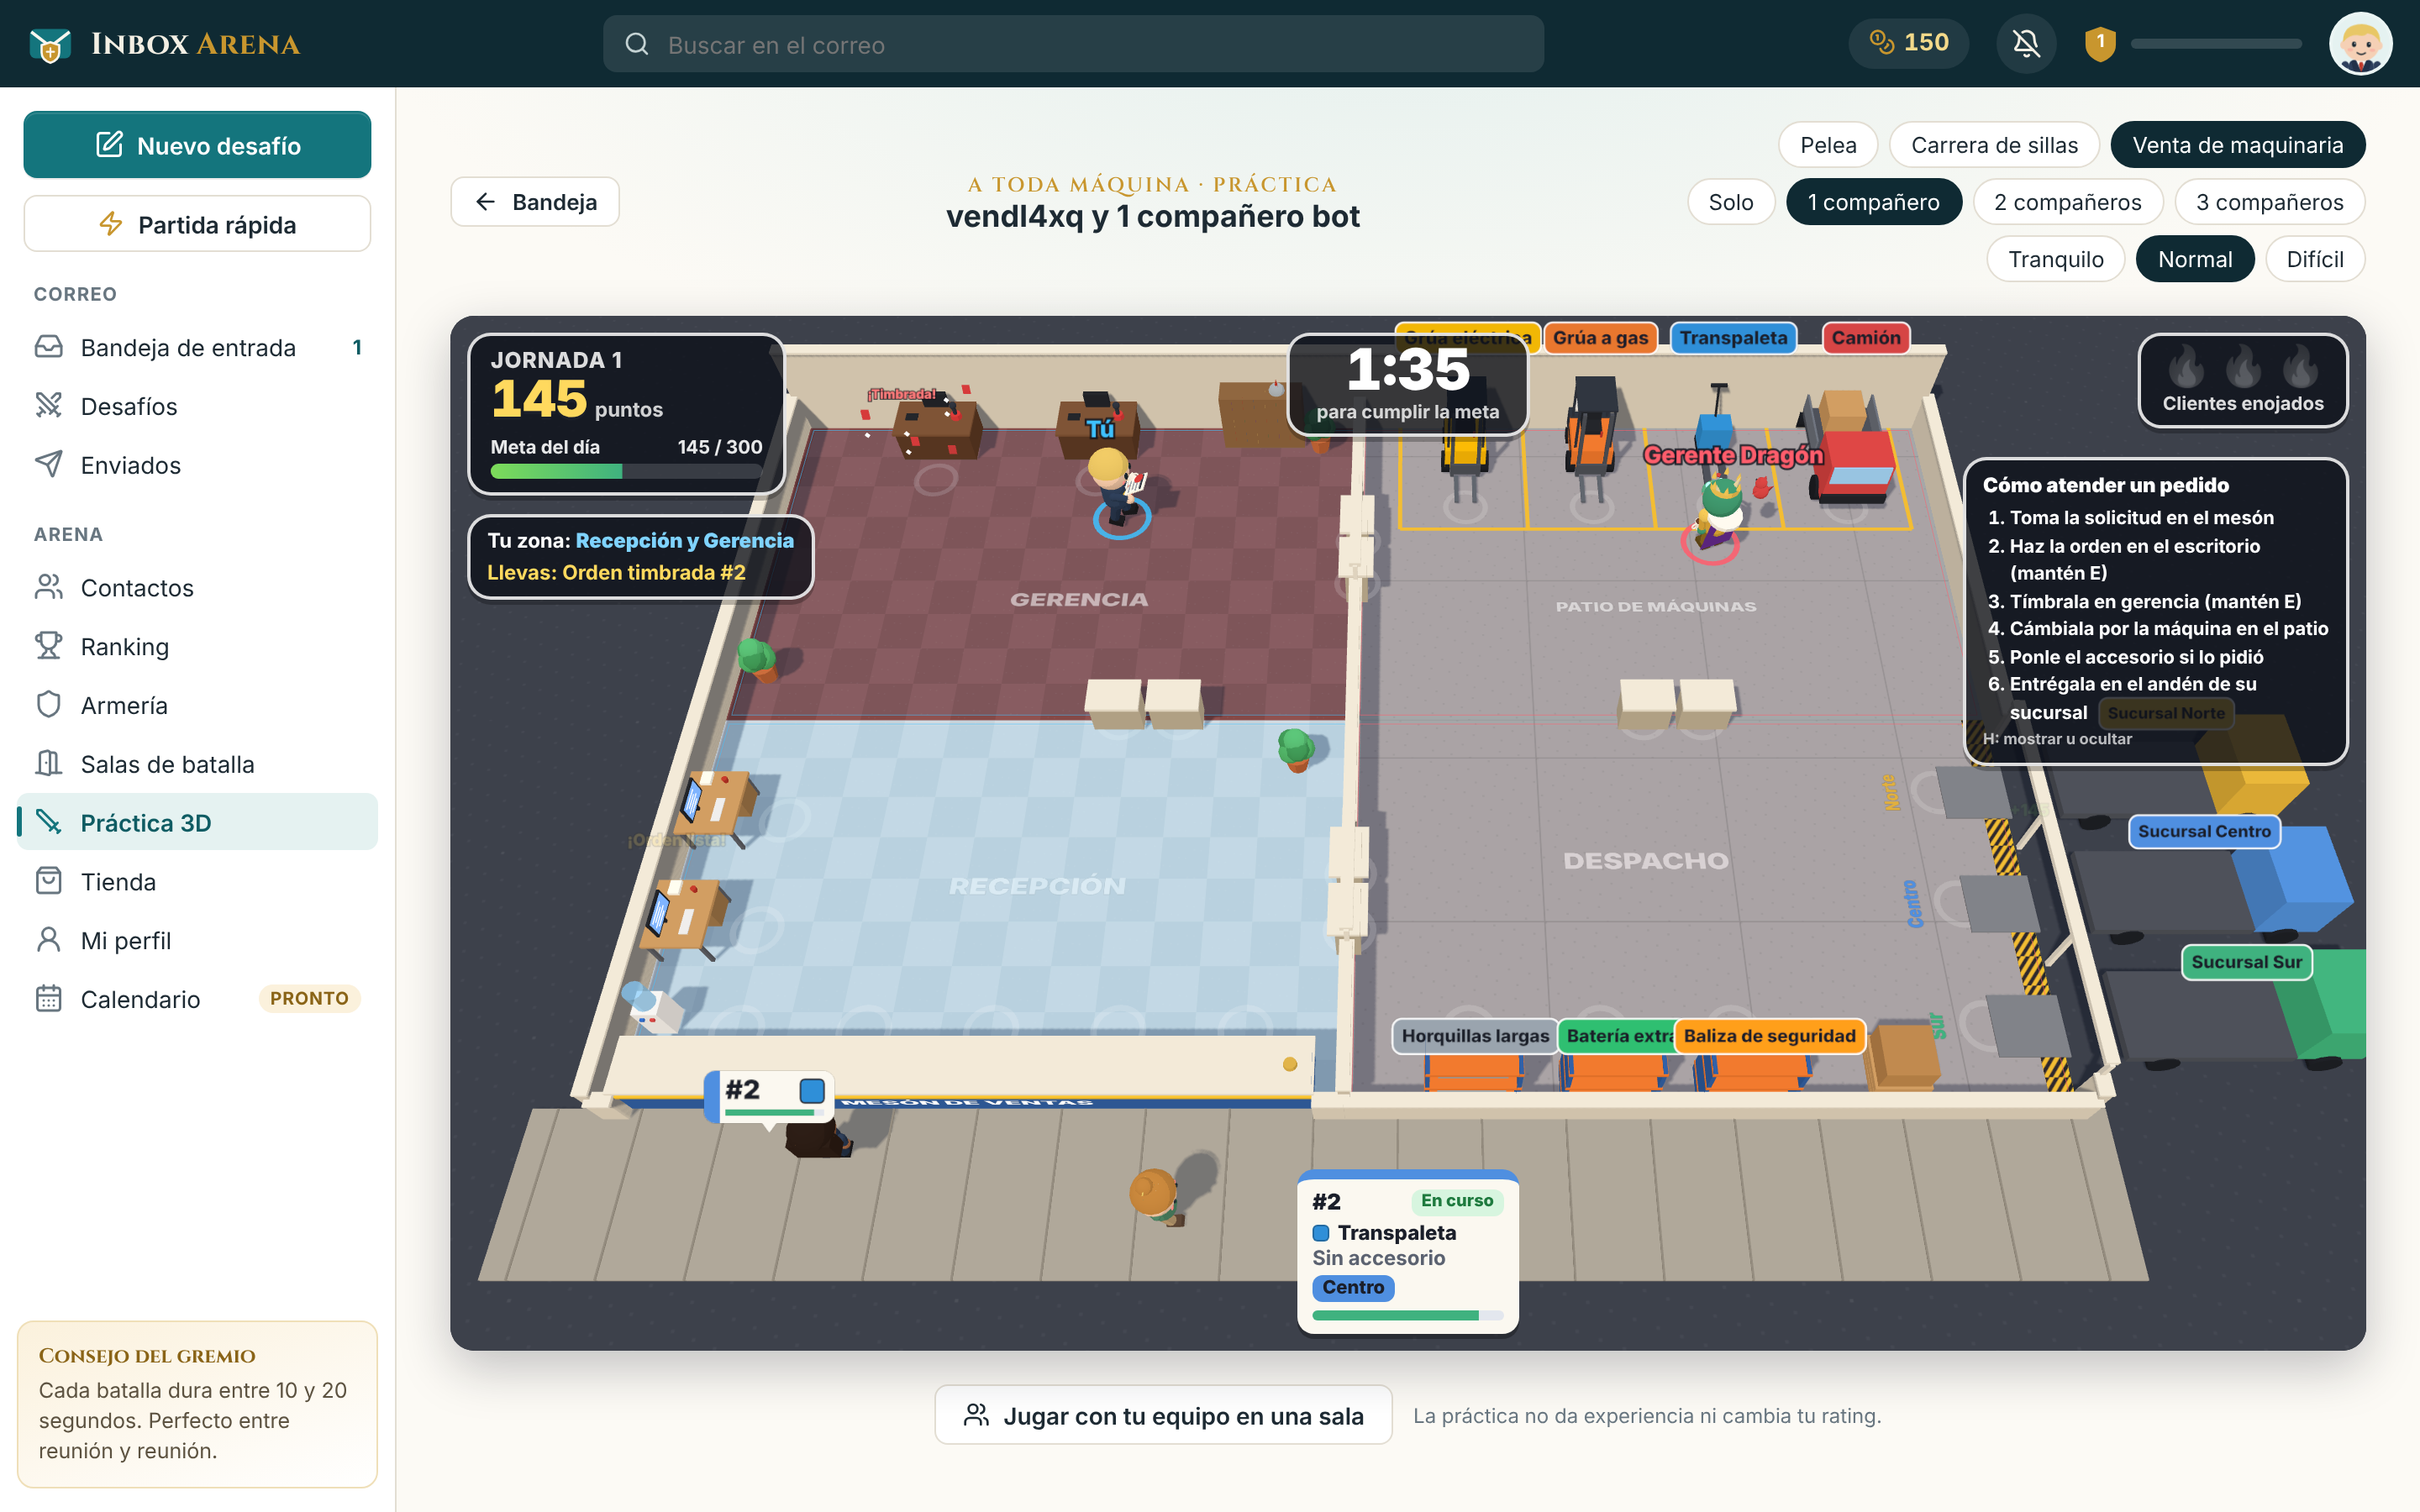 INBOX ARENA
Buscar en el correo
150
1
Nuevo desafío
Partida rápida
CORREO
Bandeja de entrada 1
Desafíos
Enviados
ARENA
Contactos
Ranking
Armería
Salas de batalla
Práctica 3D
Tienda
Mi perfil
Calendario PRONTO
CONSEJO DEL GREMIO
Cada batalla dura entre 10 y 20
segundos. Perfecto entre
reunión y reunión.
Bandeja
A TODA MÁQUINA · PRÁCTICA
vendl4xq y 1 compañero bot
Pelea Carrera de sillas Venta de maquinaria
Solo 1 compañero 2 compañeros 3 compañeros
Tranquilo Normal Difícil
JORNADA 1
145 puntos
Meta del día 145 / 300
Tu zona: Recepción y Gerencia
Llevas: Orden timbrada #2
¡Timbrada!
Tú
Grúa eléctrica Grúa a gas Transpaleta Camión
1:35
para cumplir la meta
Gerente Dragón
Clientes enojados
Cómo atender un pedido
1. Toma la solicitud en el mesón
2. Haz la orden en el escritorio
(mantén E)
3. Tímbrala en gerencia (mantén E)
4. Cámbiala por la máquina en el patio
5. Ponle el accesorio si lo pidió
6. Entrégala en el andén de su
sucursal
Sucursal Norte
H: mostrar u ocultar
GERENCIA
PATIO DE MÁQUINAS
¡Orden lista!
RECEPCIÓN
DESPACHO
Norte
Centro
Sur
Sucursal Centro
Sucursal Sur
Horquillas largas Batería extra Baliza de seguridad
#2
MESÓN DE VENTAS
#2 En curso
Transpaleta
Sin accesorio
Centro
Jugar con tu equipo en una sala
La práctica no da experiencia ni cambia tu rating.